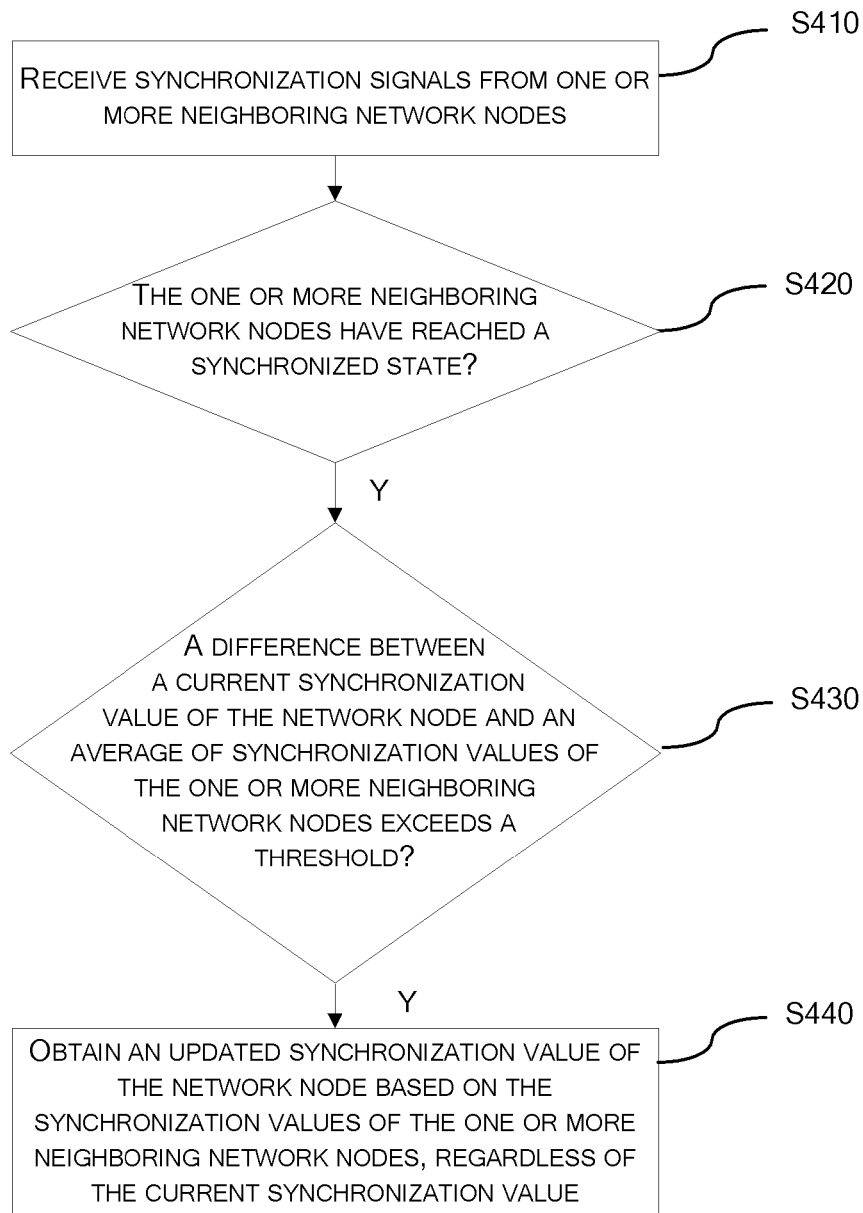 S410
RECEIVE SYNCHRONIZATION SIGNALS FROM ONE OR
MORE NEIGHBORING NETWORK NODES
S420
THE ONE OR MORE NEIGHBORING
NETWORK NODES HAVE REACHED A
SYNCHRONIZED STATE?
Y
S430
A DIFFERENCE BETWEEN
A CURRENT SYNCHRONIZATION
VALUE OF THE NETWORK NODE AND AN
AVERAGE OF SYNCHRONIZATION VALUES OF
THE ONE OR MORE NEIGHBORING
NETWORK NODES EXCEEDS A
THRESHOLD?
Y
S440
OBTAIN AN UPDATED SYNCHRONIZATION VALUE OF
THE NETWORK NODE BASED ON THE
SYNCHRONIZATION VALUES OF THE ONE OR MORE
NEIGHBORING NETWORK NODES, REGARDLESS OF
THE CURRENT SYNCHRONIZATION VALUE